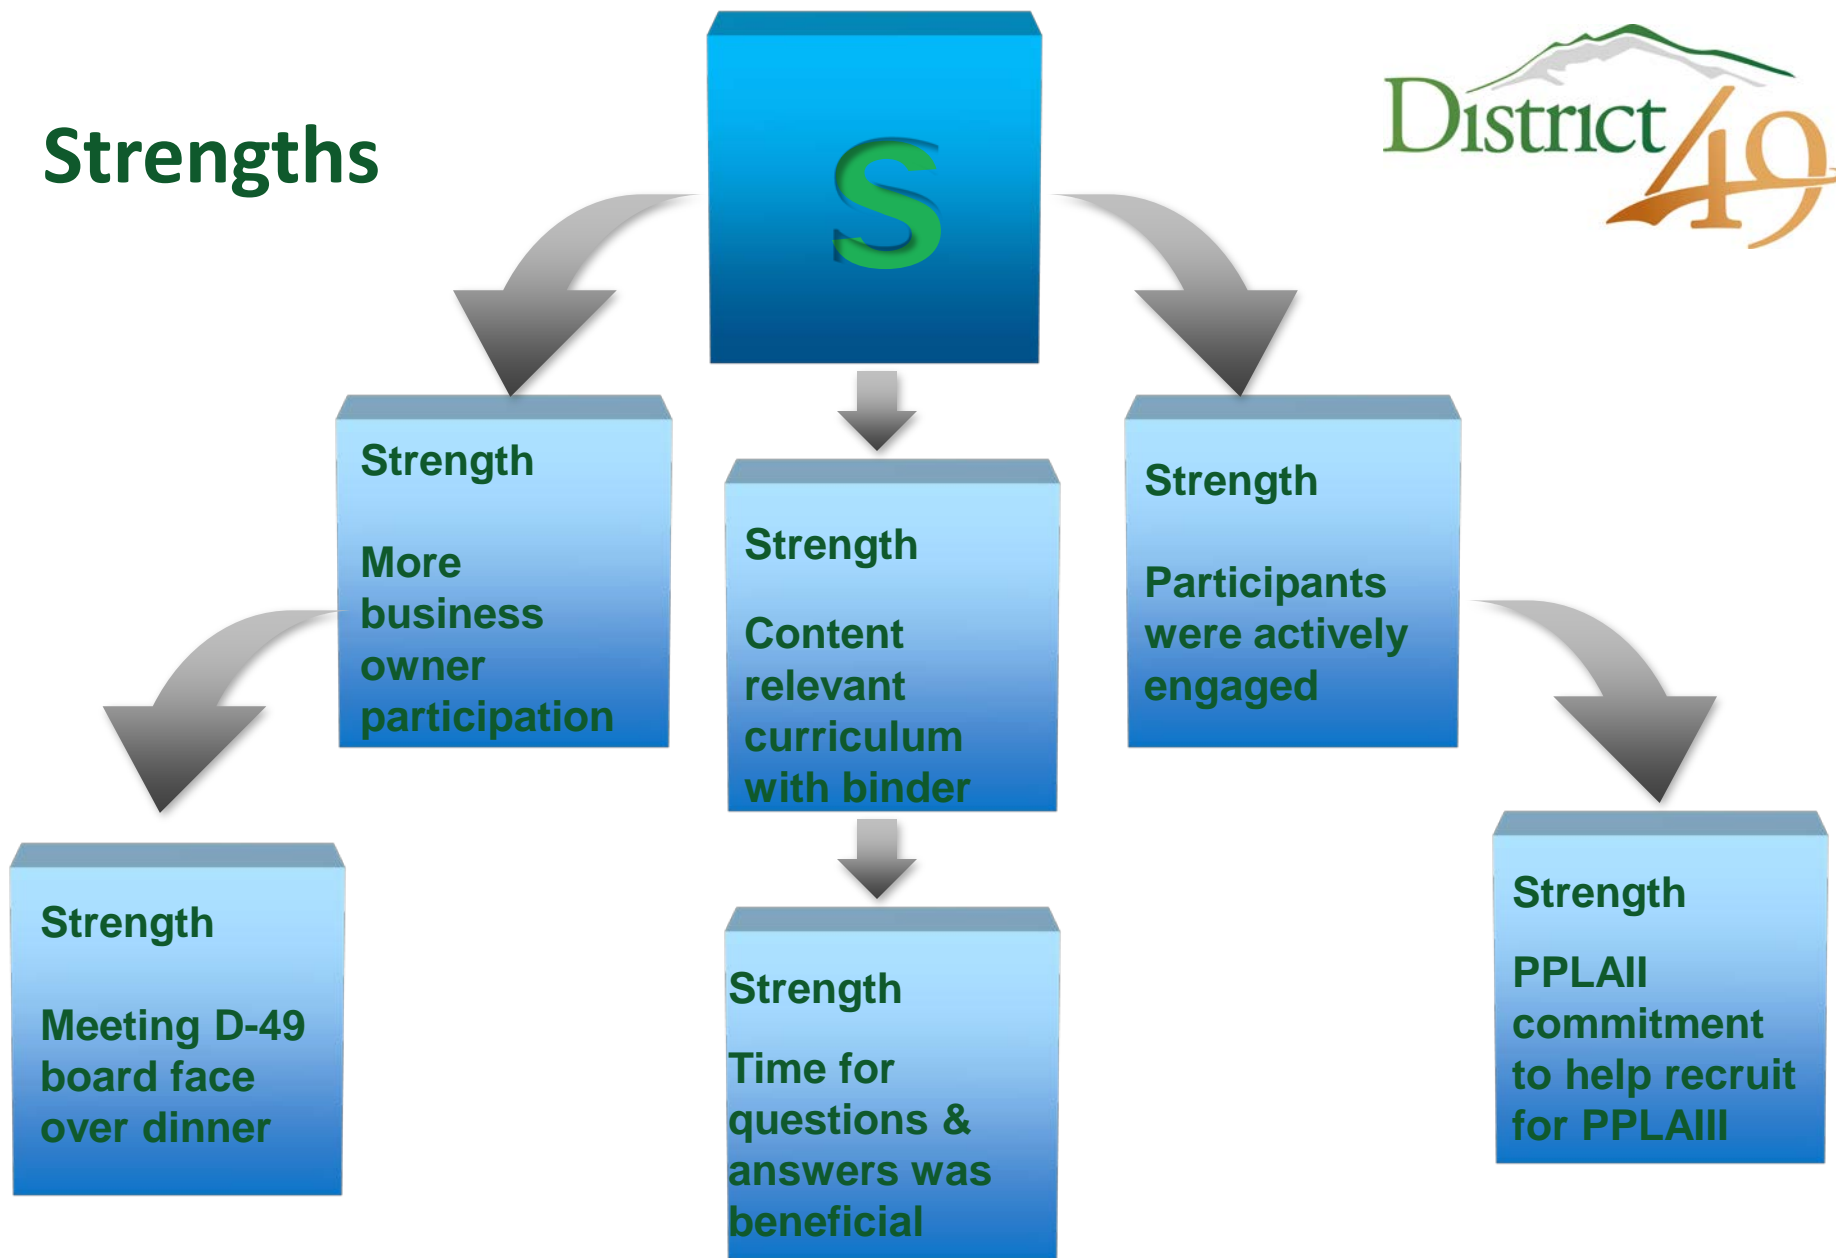 Strengths
S
District
49
Strength
More
business
owner
participation
Strength
Content
relevant
curriculum
with binder
Strength
Participants
were actively
engaged
Strength
Meeting D-49
board face
over dinner
Strength
Time for
questions &
answers was
beneficial
Strength
PPLAII
commitment
to help recruit
for PPLAIII